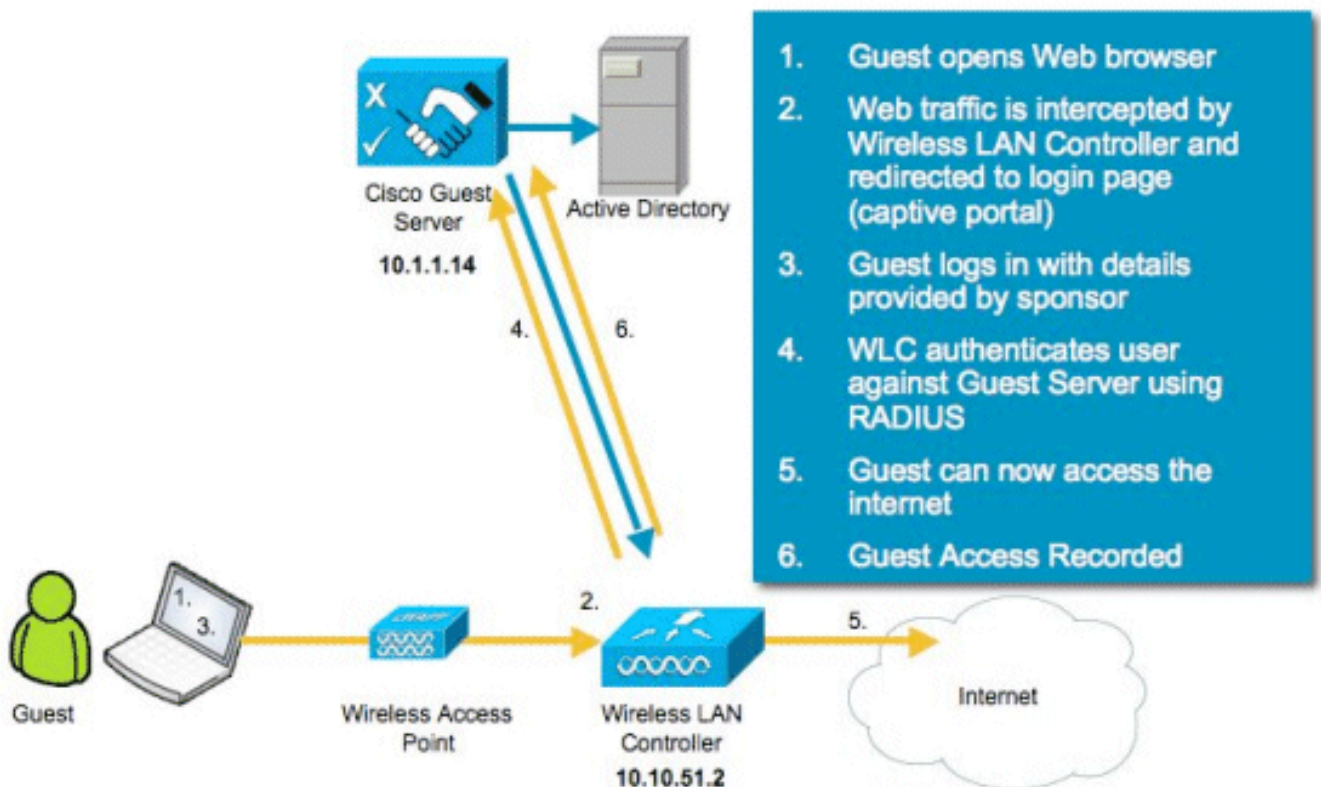 1. Guest opens Web browser
2. Web traffic is intercepted by
Wireless LAN Controller and
redirected to login page
(captive portal)
3. Guest logs in with details
provided by sponsor
4. WLC authenticates user
against Guest Server using
RADIUS
5. Guest can now access the
internet
6. Guest Access Recorded
X
Cisco Guest
Server
10.1.1.14
Active Directory
4.
6.
1.
3.
2.
5.
Guest
Wireless Access
Point
Wireless LAN
Controller
10.10.51.2
Internet